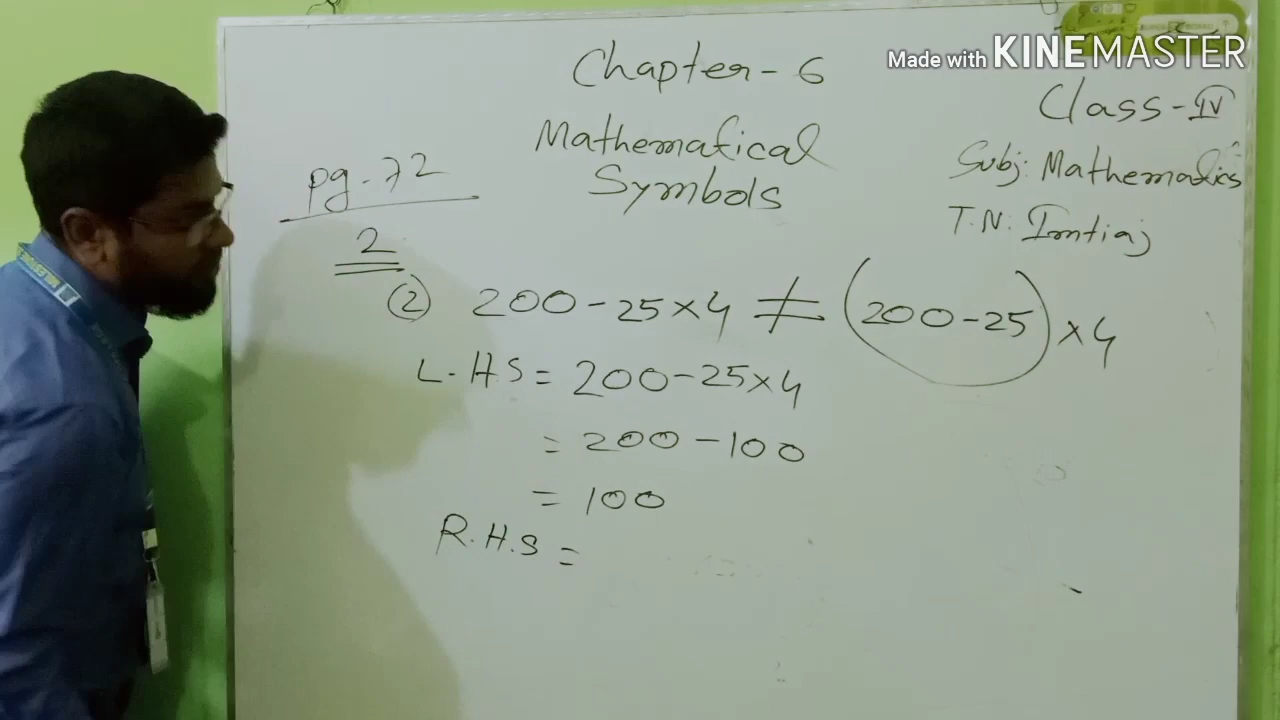 Made with KINEMASTER
Chapter - 6
Class - IV
Mathematical
Symbols
Subj: Mathematics
T.N. Imtiaj
pg - 72
2
(2) 200 - 25 × 4 ≠ (200 - 25) × 4
L.H.S = 200 - 25 × 4
= 200 - 100
= 100
R.H.S =